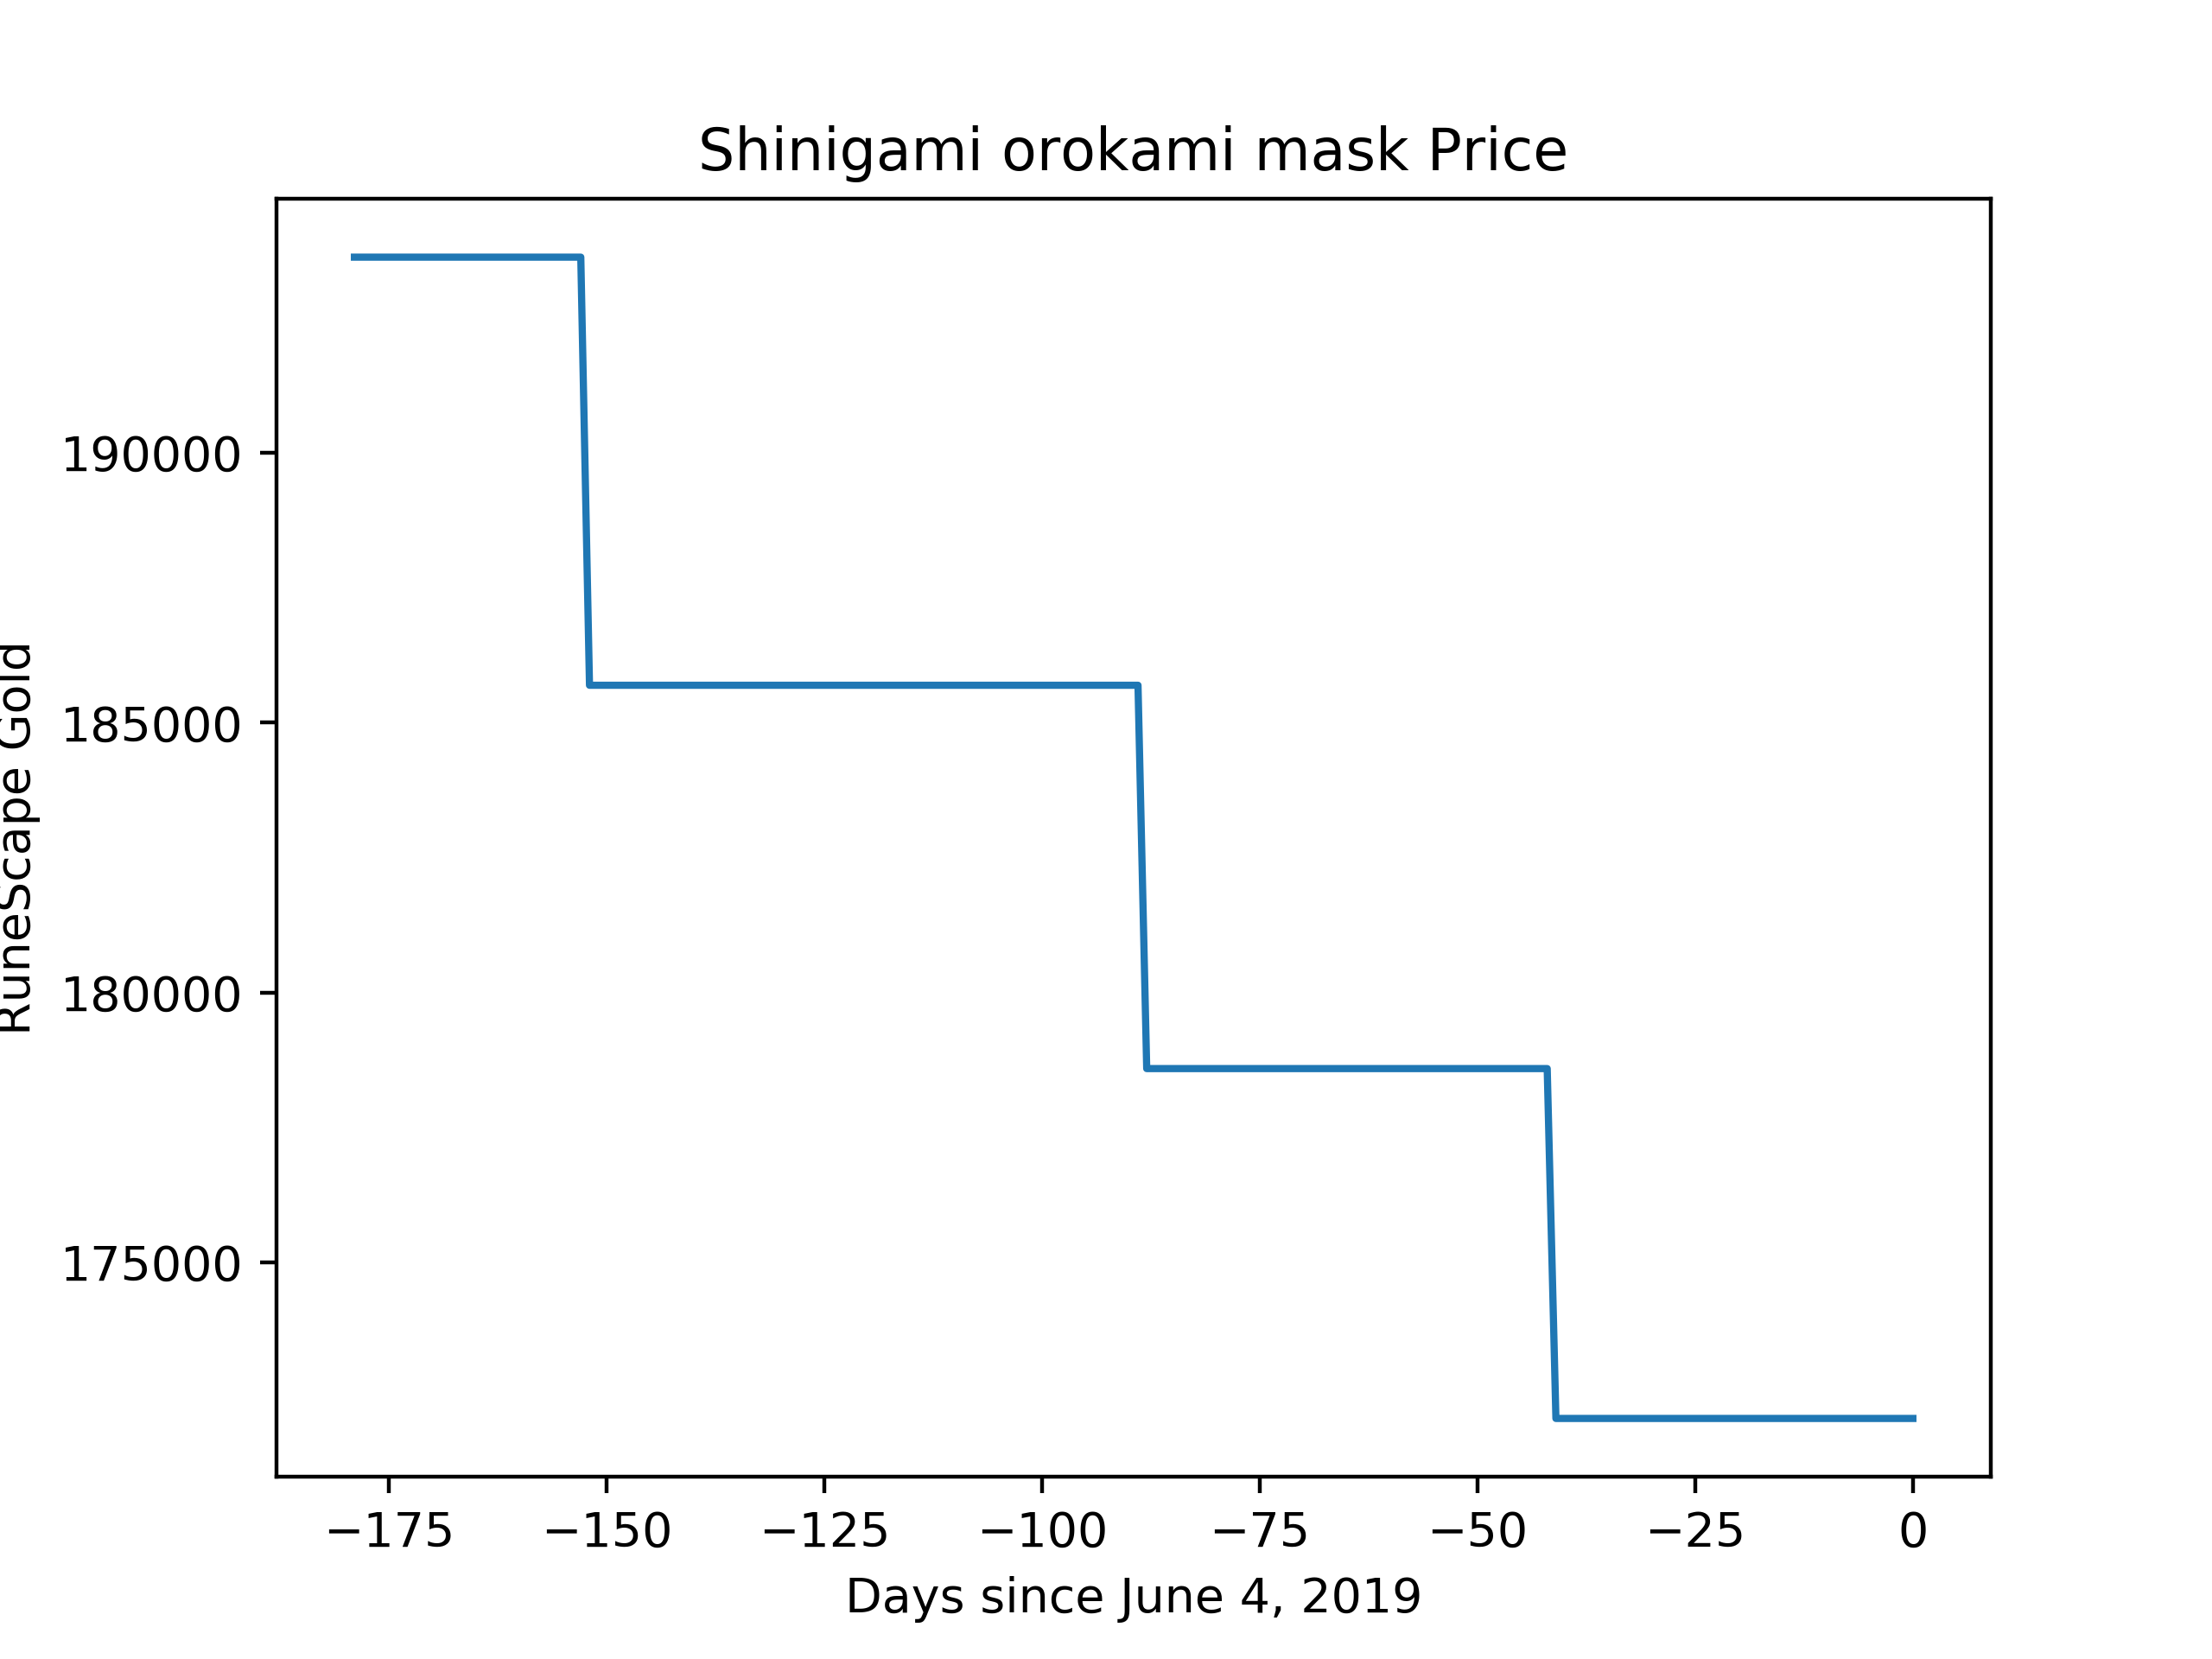 Shinigami orokami mask Price
RuneScape Gold
190000
185000
180000
175000
−175 −150 −125 −100 −75 −50 −25 0
Days since June 4, 2019